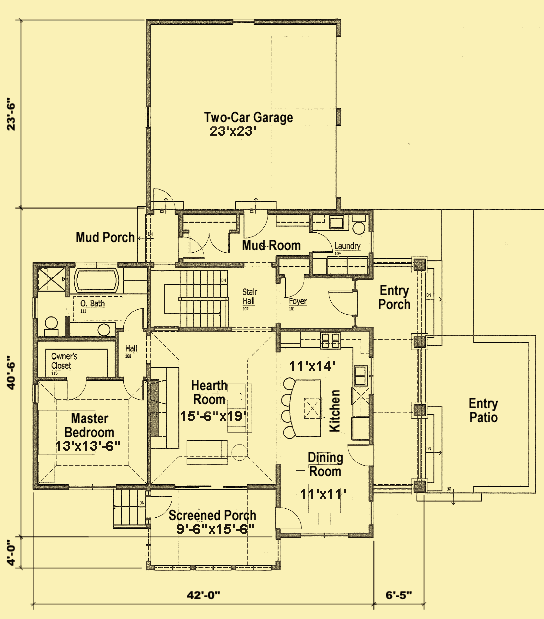 23'-6"
Two-Car Garage
23'x23'
Mud Porch
Mud Room
Laundry
O. Bath
Stair
Hall
Foyer
Entry
Porch
Hall
Owner's
Closet
40'-6"
Hearth
Room
15'-6"x19'
11'x14'
Kitchen
Master
Bedroom
13'x13'-6"
Entry
Patio
Dining
Room
11'x11'
Screened Porch
9'-6"x15'-6"
4'-0"
42'-0"
6'-5"